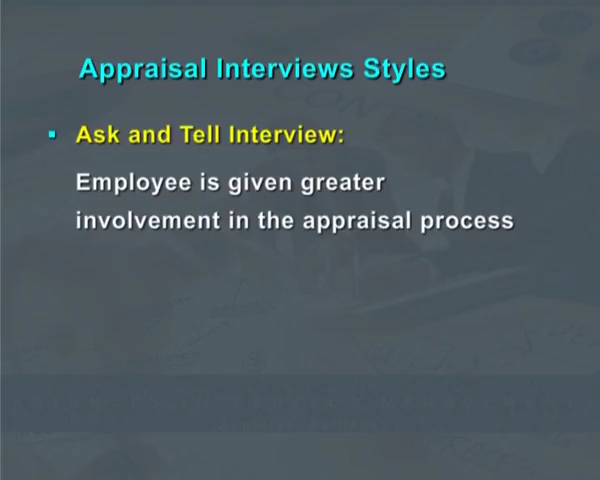 Appraisal Interviews Styles
▪ Ask and Tell Interview:
Employee is given greater
involvement in the appraisal process